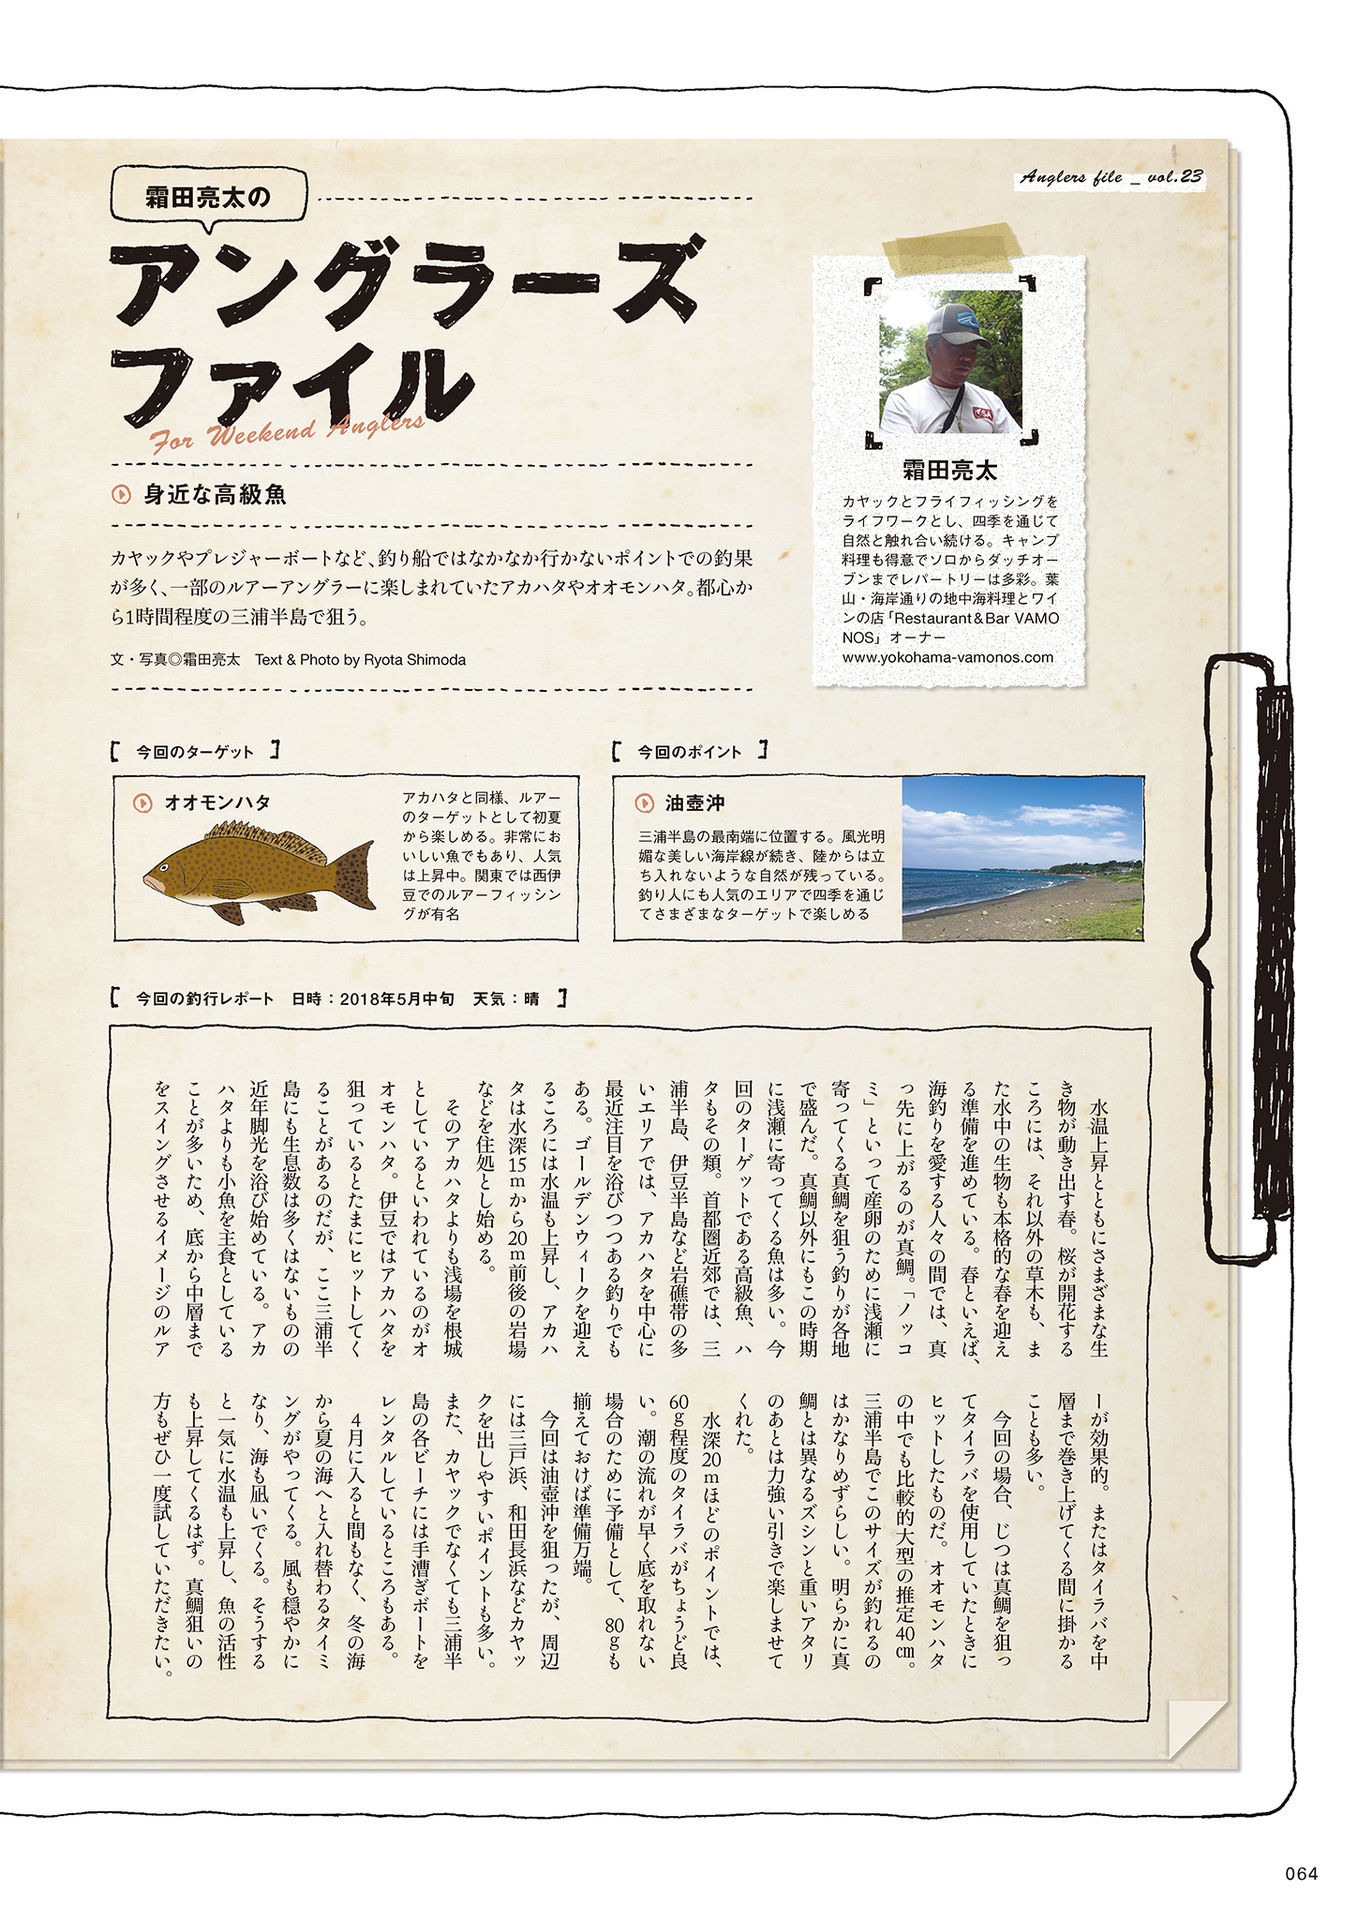 Anglers file _ vol.23
霜田亮太の
アングラーズ
ファイル
For Weekend Anglers
身近な高級魚
カヤックやプレジャーボートなど、釣り船ではなかなか行かないポイントでの釣果
が多く、一部のルアーアングラーに楽しまれていたアカハタやオオモンハタ。都心か
ら1時間程度の三浦半島で狙う。
文・写真◎霜田亮太 Text & Photo by Ryota Shimoda
霜田亮太
カヤックとフライフィッシングを
ライフワークとし、四季を通じて
自然と触れ合い続ける。キャンプ
料理も得意でソロからダッチオー
ブンまでレパートリーは多彩。葉
山・海岸通りの地中海料理とワイ
ンの店「Restaurant&Bar VAMO
NOS」オーナー
www.yokohama-vamonos.com
[ 今回のターゲット ]
オオモンハタ
アカハタと同様、ルアー
のターゲットとして初夏
から楽しめる。非常にお
いしい魚でもあり、人気
は上昇中。関東では西伊
豆でのルアーフィッシン
グが有名
[ 今回のポイント ]
油壺沖
三浦半島の最南端に位置する。風光明
媚な美しい海岸線が続き、陸からは立
ち入れないような自然が残っている。
釣り人にも人気のエリアで四季を通じ
てさまざまなターゲットで楽しめる
[ 今回の釣行レポート 日時：2018年5月中旬 天気：晴 ]
水温上昇とともにさまざまな生
き物が動き出す春。桜が開花する
ころには、それ以外の草木も、ま
た水中の生物も本格的な春を迎え
る準備を進めている。春といえば、
海釣りを愛する人々の間では、真
っ先に上がるのが真鯛。「ノッコ
ミ」といって産卵のために浅瀬に
寄ってくる真鯛を狙う釣りが各地
で盛んだ。真鯛以外にもこの時期
に浅瀬に寄ってくる魚は多い。今
回のターゲットである高級魚、ハ
タもその類。首都圏近郊では、三
浦半島、伊豆半島など岩礁帯の多
いエリアでは、アカハタを中心に
最近注目を浴びつつある釣りでも
ある。ゴールデンウィークを迎え
るころには水温も上昇し、アカハ
タは水深15mから20m前後の岩場
などを住処とし始める。
そのアカハタよりも浅場を根城
としているといわれているのがオ
オモンハタ。伊豆ではアカハタを
狙っているとたまにヒットしてく
ることがあるのだが、ここ三浦半
島にも生息数は多くはないものの
近年脚光を浴び始めている。アカ
ハタよりも小魚を主食としている
ことが多いため、底から中層まで
をスイングさせるイメージのルア
ーが効果的。またはタイラバを中
層まで巻き上げてくる間に掛かる
ことも多い。
今回の場合、じつは真鯛を狙っ
てタイラバを使用していたときに
ヒットしたものだ。オオモンハタ
の中でも比較的大型の推定40㎝。
三浦半島でこのサイズが釣れるの
はかなりめずらしい。明らかに真
鯛とは異なるズシンと重いアタリ
のあとは力強い引きで楽しませて
くれた。
水深20mほどのポイントでは、
60g程度のタイラバがちょうど良
い。潮の流れが早く底を取れない
場合のために予備として、80gも
揃えておけば準備万端。
今回は油壺沖を狙ったが、周辺
には三戸浜、和田長浜などカヤッ
クを出しやすいポイントも多い。
また、カヤックでなくても三浦半
島の各ビーチには手漕ぎボートを
レンタルしているところもある。
4月に入ると間もなく、冬の海
から夏の海へと入れ替わるタイミ
ングがやってくる。風も穏やかに
なり、海も凪いでくる。そうする
と一気に水温も上昇し、魚の活性
も上昇してくるはず。真鯛狙いの
方もぜひ一度試していただきたい。
064